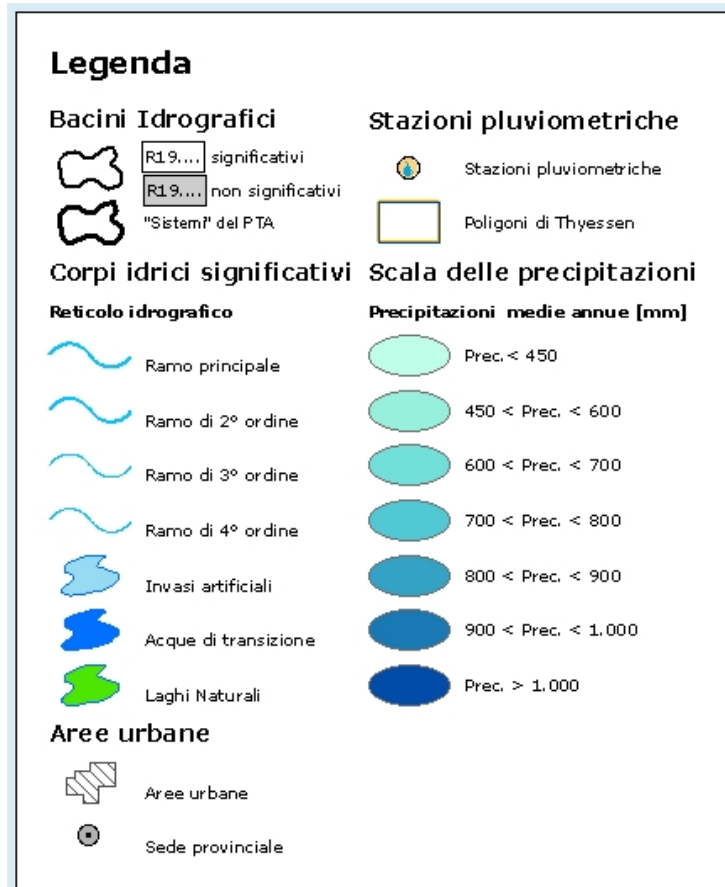 Legenda
Bacini Idrografici
R19.... significativi
R19.... non significativi
"Sistemi" del PTA
Corpi idrici significativi
Reticolo idrografico
Ramo principale
Ramo di 2° ordine
Ramo di 3° ordine
Ramo di 4° ordine
Invasi artificiali
Acque di transizione
Laghi Naturali
Aree urbane
Aree urbane
Sede provinciale
Stazioni pluviometriche
Stazioni pluviometriche
Poligoni di Thyessen
Scala delle precipitazioni
Precipitazioni medie annue [mm]
Prec. < 450
450 < Prec. < 600
600 < Prec. < 700
700 < Prec. < 800
800 < Prec. < 900
900 < Prec. < 1.000
Prec. > 1.000